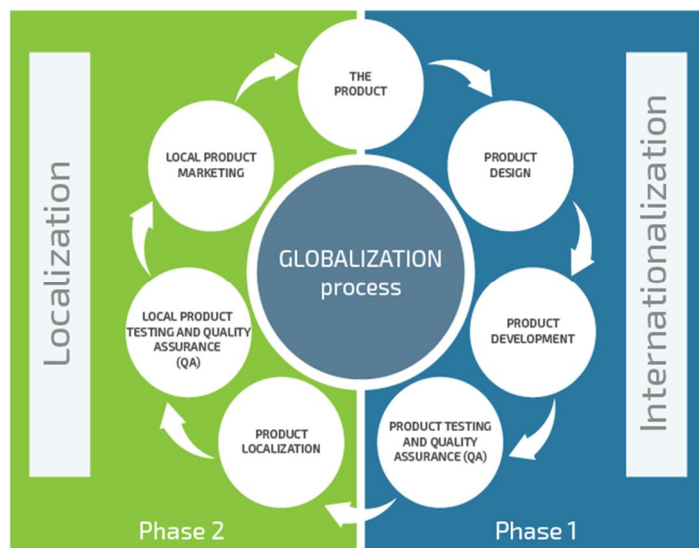 THE
PRODUCT
PRODUCT
DESIGN
PRODUCT
DEVELOPMENT
PRODUCT TESTING
AND QUALITY
ASSURANCE (QA)
PRODUCT
LOCALIZATION
LOCAL PRODUCT
TESTING AND QUALITY
ASSURANCE
(QA)
LOCAL PRODUCT
MARKETING
GLOBALIZATION
process
Localization
Internationalization
Phase 2
Phase 1